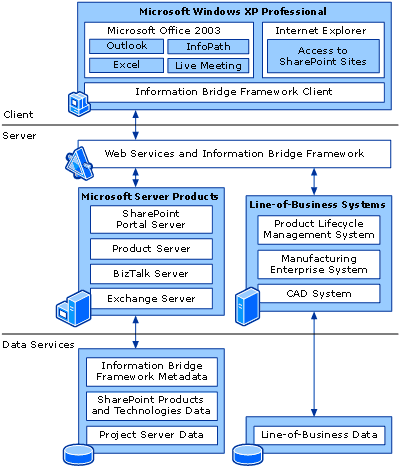 Microsoft Windows XP Professional
Microsoft Office 2003
Outlook
InfoPath
Excel
Live Meeting
Internet Explorer
Access to
SharePoint Sites
Information Bridge Framework Client
Client
Server
Web Services and Information Bridge Framework
Microsoft Server Products
SharePoint
Portal Server
Product Server
BizTalk Server
Exchange Server
Line-of-Business Systems
Product Lifecycle
Management System
Manufacturing
Enterprise System
CAD System
Data Services
Information Bridge
Framework Metadata
SharePoint Products
and Technologies Data
Project Server Data
Line-of-Business Data